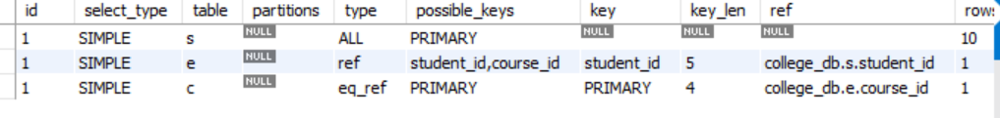 id select_type table partitions type possible_keys key key_len ref rows
1 SIMPLE s NULL ALL PRIMARY NULL NULL NULL 10
1 SIMPLE e NULL ref student_id,course_id student_id 5 college_db.s.student_id 1
1 SIMPLE c NULL eq_ref PRIMARY PRIMARY 4 college_db.e.course_id 1